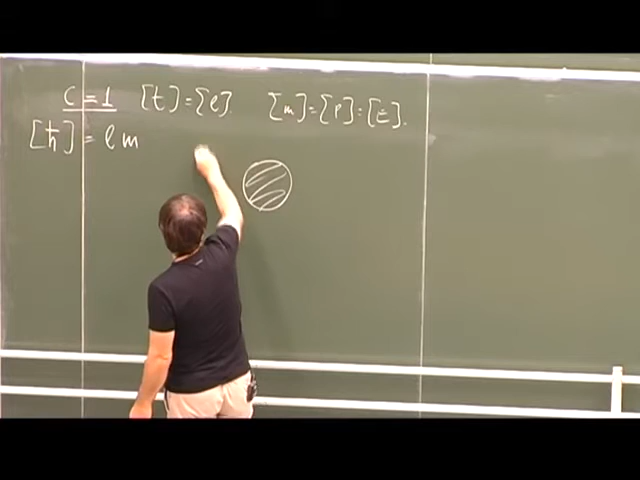 c = 1 [t] = [l]. [m] = [p] = [E].
[ħ] = l m